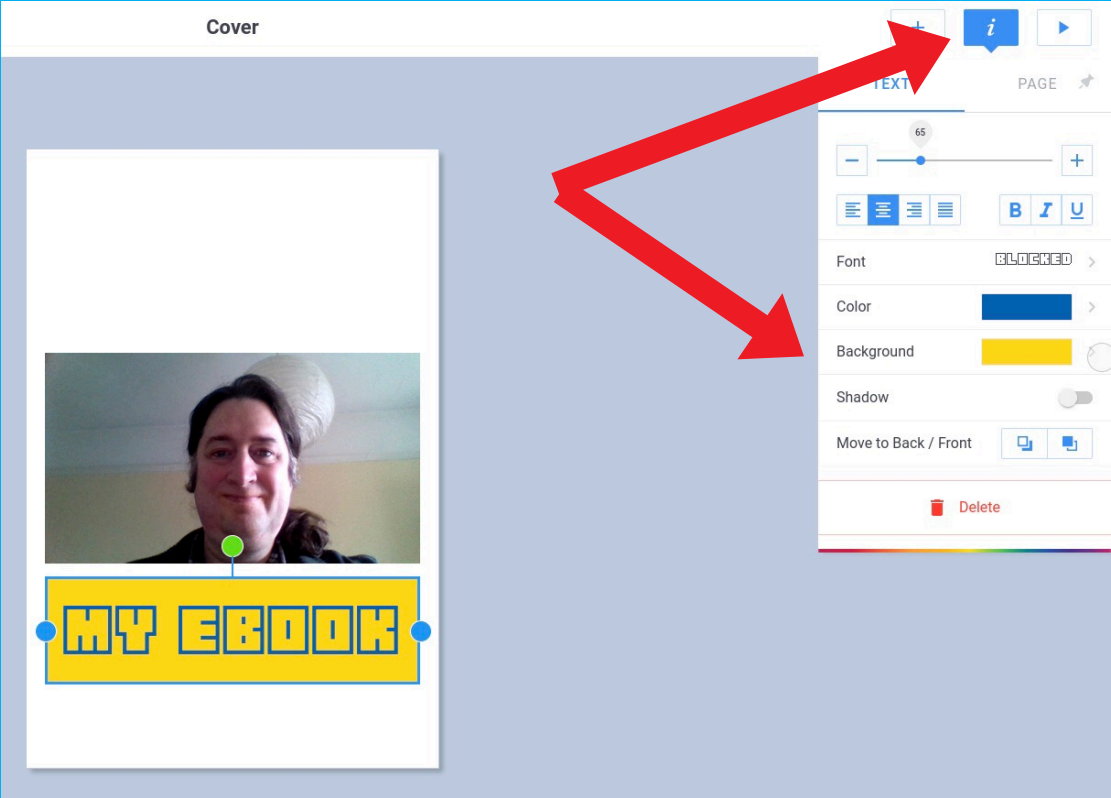 Cover
i
TEXT
PAGE
65
B I U
Font BLOCKED
Color
Background
Shadow
Move to Back / Front
Delete
MY EBOOK